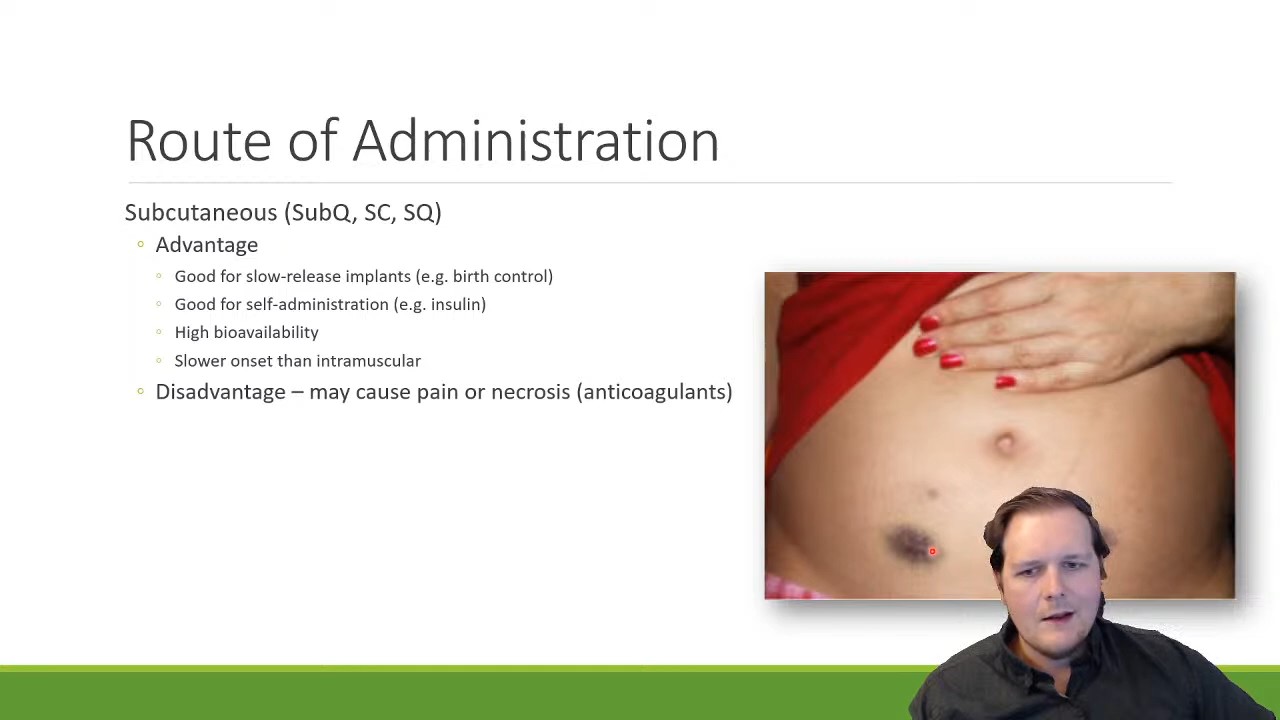 Route of Administration
Subcutaneous (SubQ, SC, SQ)
Advantage
Good for slow-release implants (e.g. birth control)
Good for self-administration (e.g. insulin)
High bioavailability
Slower onset than intramuscular
Disadvantage – may cause pain or necrosis (anticoagulants)